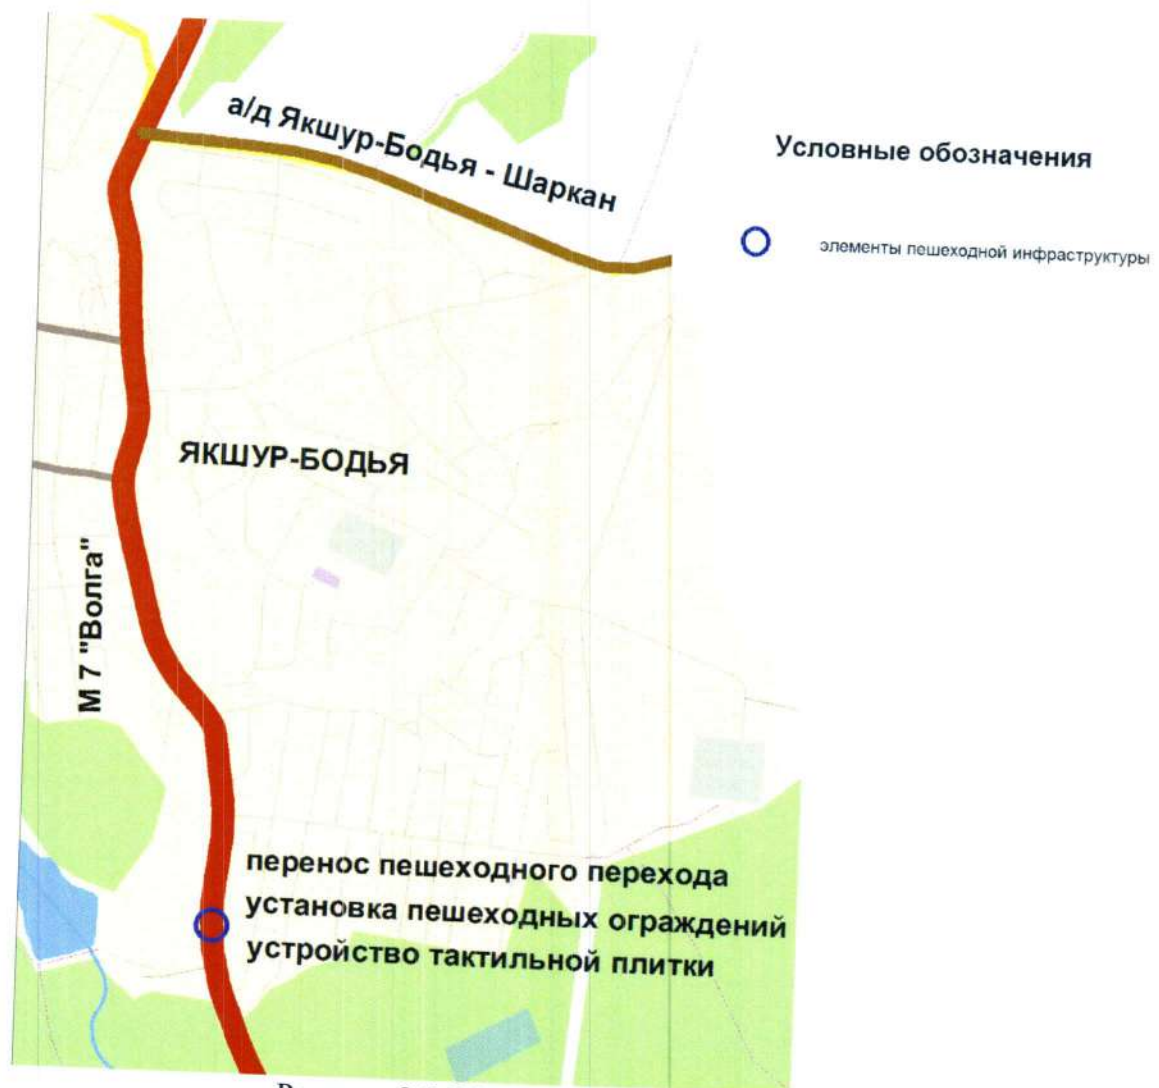 а/д Якшур-Бодья - Шаркан
Условные обозначения
элементы пешеходной инфраструктуры
ЯКШУР-БОДЬЯ
М 7 "Волга"
перенос пешеходного перехода
установка пешеходных ограждений
устройство тактильной плитки